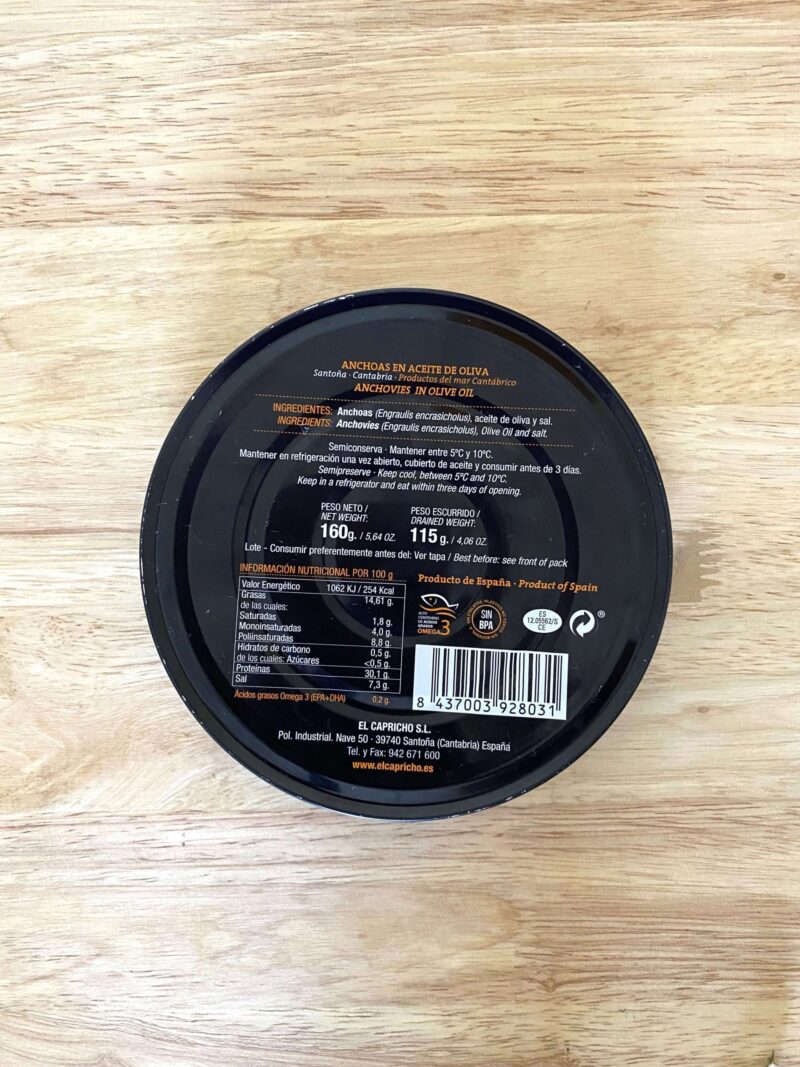 ANCHOAS EN ACEITE DE OLIVA
Santoña · Cantabria · Productos del mar Cantábrico
ANCHOVIES IN OLIVE OIL
INGREDIENTES: Anchoas (Engraulis encrasicholus), aceite de oliva y sal.
INGREDIENTS: Anchovies (Engraulis encrasicholus), Olive Oil and salt.
Semiconserva · Mantener entre 5ºC y 10ºC.
Mantener en refrigeración una vez abierto, cubierto de aceite y consumir antes de 3 días.
Semipreserve · Keep cool, between 5ºC and 10ºC.
Keep in a refrigerator and eat within three days of opening.
PESO NETO /
NET WEIGHT:
160g. / 5,64 OZ.
PESO ESCURRIDO /
DRAINED WEIGHT:
115g. / 4,06 OZ.
Lote - Consumir preferentemente antes del: Ver tapa / Best before: see front of pack
INFORMACIÓN NUTRICIONAL POR 100 g
Valor Energético 1062 KJ / 254 Kcal
Grasas 14,61 g.
de las cuales:
Saturadas 1,8 g.
Monoinsaturadas 4,0 g.
Poliinsaturadas 8,8 g.
Hidratos de carbono 0,5 g.
de los cuales: Azúcares <0,5 g.
Proteínas 30,1 g.
Sal 7,3 g.
Ácidos grasos Omega 3 (EPA+DHA) 0,2 g.
Producto de España · Product of Spain
ALTO
CONTENIDO
DE ÁCIDOS
GRASOS
OMEGA 3
SIN
BPA
ES
12.05562/S
CE
®
8 437003 928031
EL CAPRICHO S.L.
Pol. Industrial. Nave 50 · 39740 Santoña (Cantabria) España
Tel. y Fax: 942 671 600
www.elcapricho.es